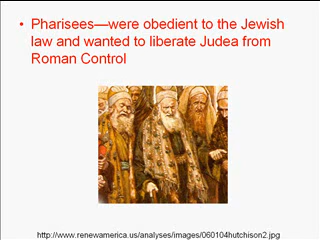 • Pharisees—were obedient to the Jewish
law and wanted to liberate Judea from
Roman Control
http://www.renewamerica.us/analyses/images/060104hutchison2.jpg